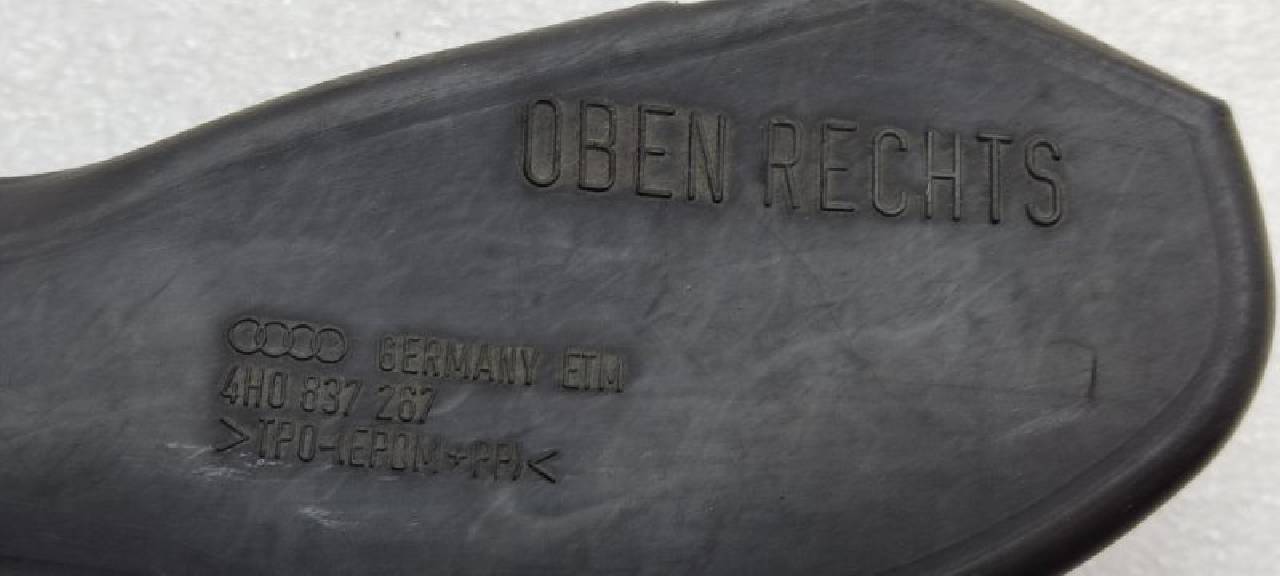 OBEN RECHTS
GERMANY ETM
4H0 837 267
>TPO-(EPDM+PP)<